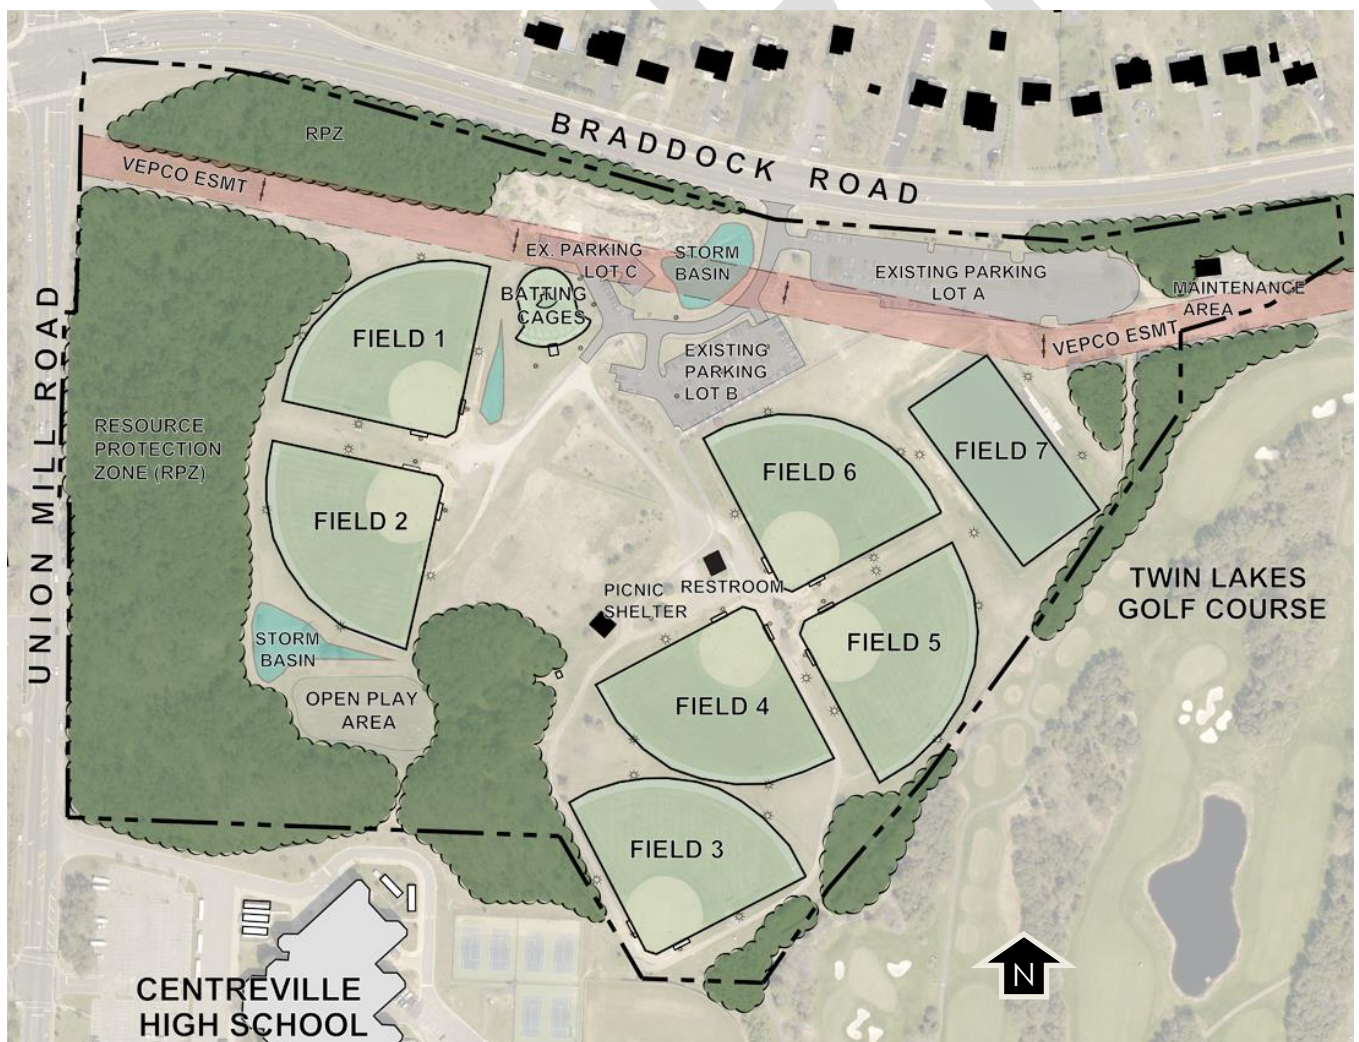 BRADDOCK ROAD
RPZ
VEPCO ESMT
EX. PARKING
LOT C
STORM
BASIN
EXISTING PARKING
LOT A
MAINTENANCE
AREA
VEPCO ESMT
BATTING
CAGES
FIELD 1
EXISTING
PARKING
LOT B
UNION MILL ROAD
RESOURCE
PROTECTION
ZONE (RPZ)
FIELD 2
FIELD 6
FIELD 7
PICNIC
SHELTER
RESTROOM
TWIN LAKES
GOLF COURSE
STORM
BASIN
FIELD 5
OPEN PLAY
AREA
FIELD 4
FIELD 3
N
CENTREVILLE
HIGH SCHOOL